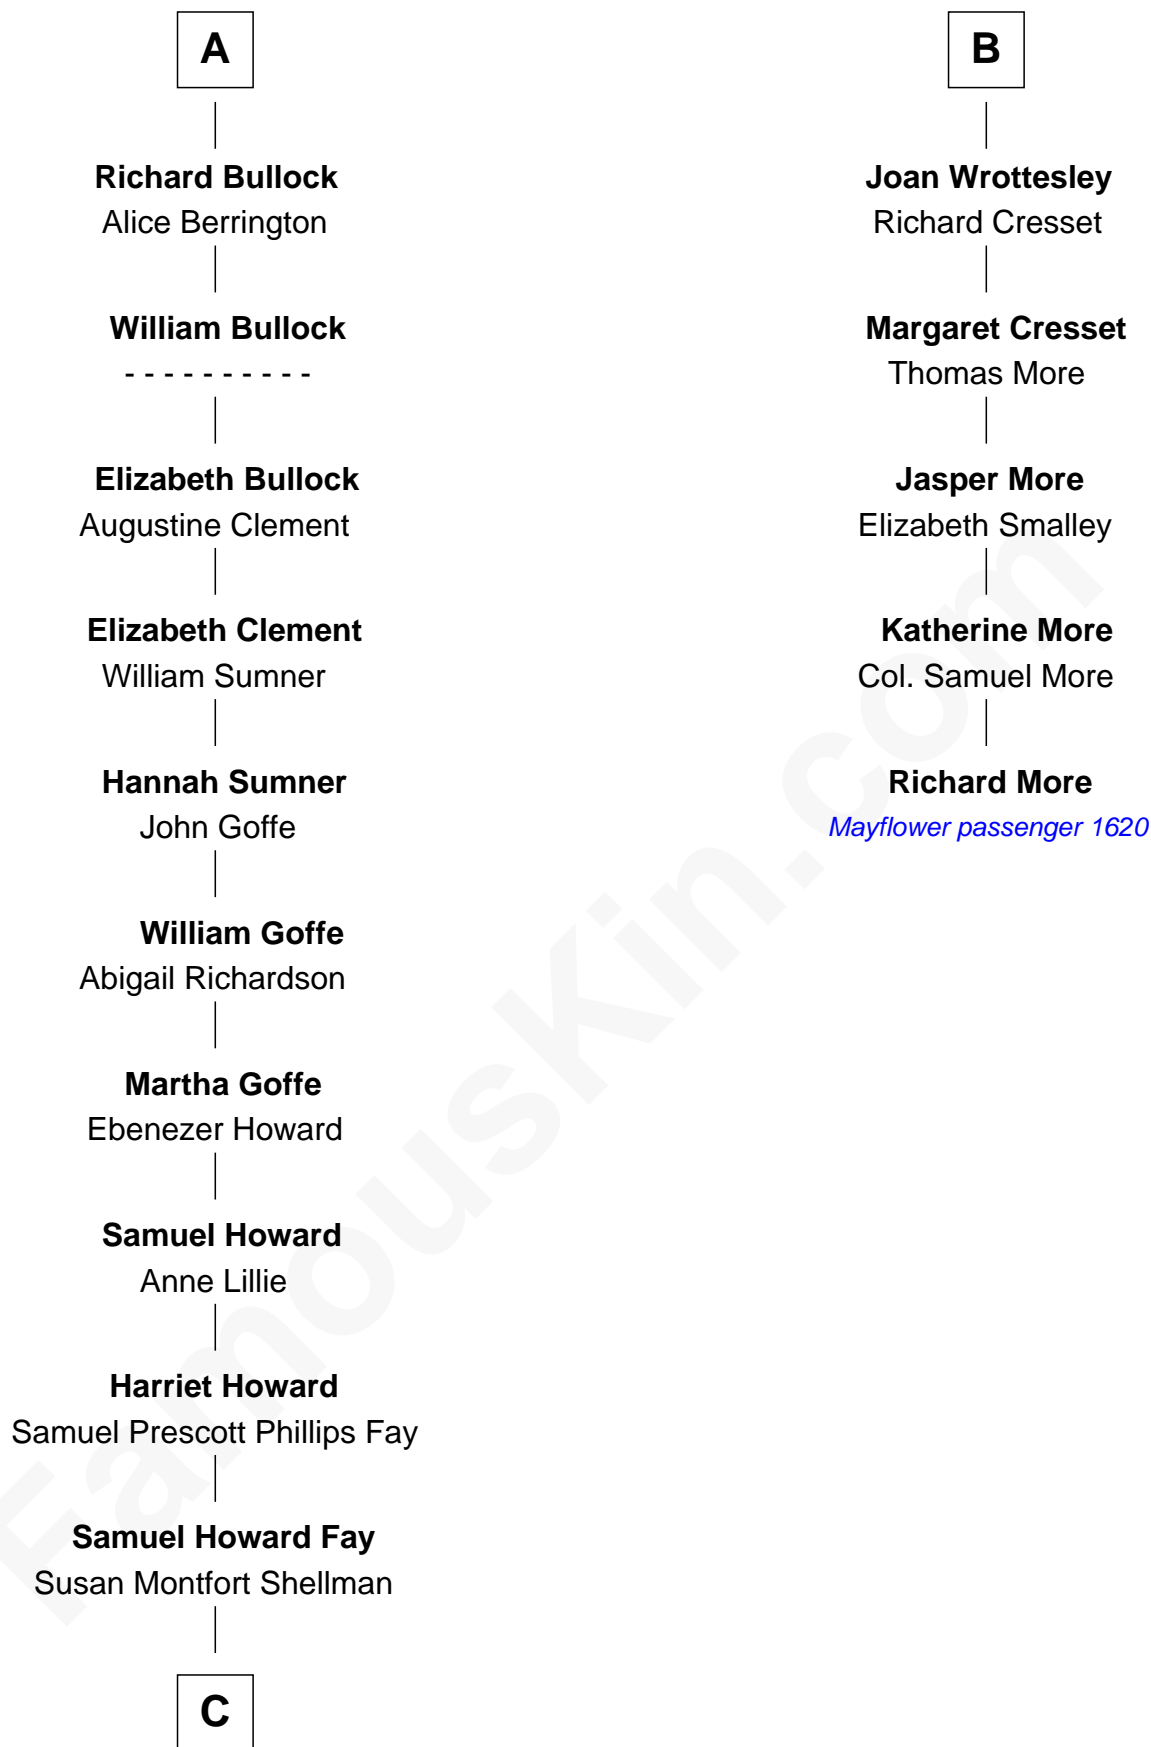 A
Richard Bullock
Alice Berrington
William Bullock
- - - - - - - - - -
Elizabeth Bullock
Augustine Clement
Elizabeth Clement
William Sumner
Hannah Sumner
John Goffe
William Goffe
Abigail Richardson
Martha Goffe
Ebenezer Howard
Samuel Howard
Anne Lillie
Harriet Howard
Samuel Prescott Phillips Fay
Samuel Howard Fay
Susan Montfort Shellman
C
B
Joan Wrottesley
Richard Cresset
Margaret Cresset
Thomas More
Jasper More
Elizabeth Smalley
Katherine More
Col. Samuel More
Richard More
Mayflower passenger 1620
FamousKin.com